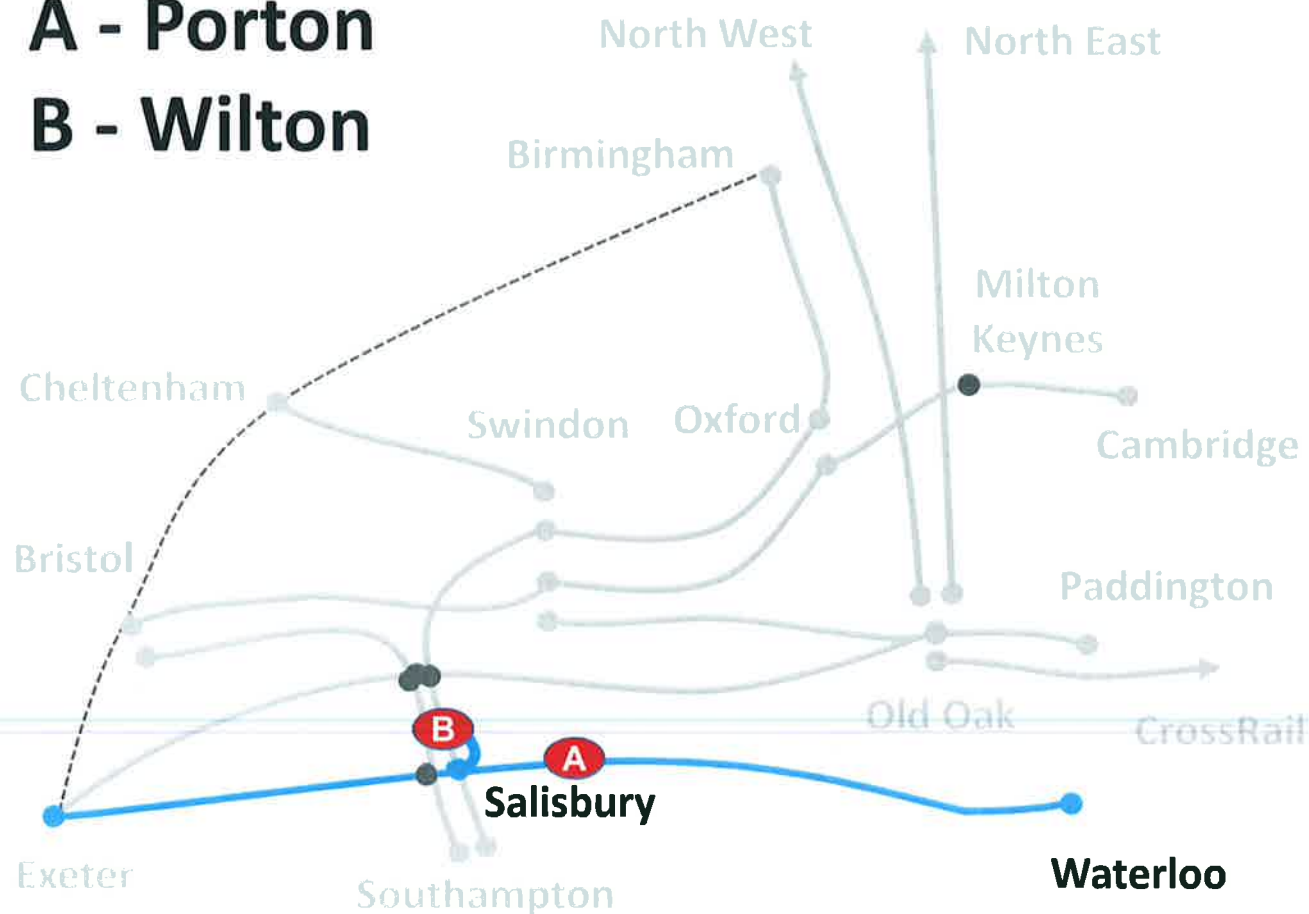 A - Porton
B - Wilton
North West
North East
Birmingham
Milton
Keynes
Cheltenham
Swindon
Oxford
Cambridge
Bristol
Paddington
Old Oak
CrossRail
B
A
Salisbury
Exeter
Southampton
Waterloo